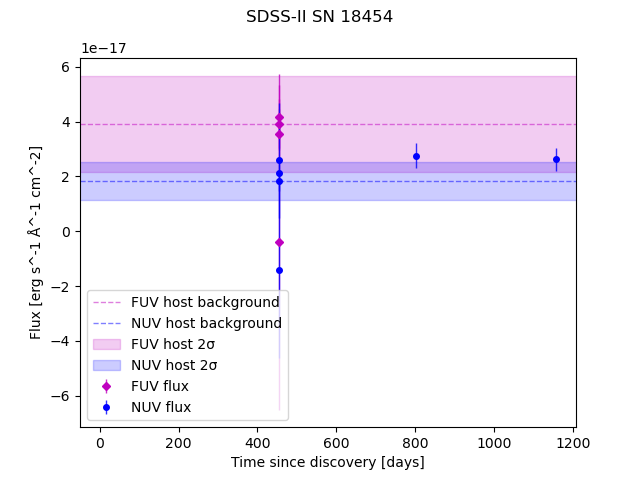 SDSS-II SN 18454
1e−17
6
4
2
0
−2
−4
−6
Flux [erg s^-1 Å^-1 cm^-2]
FUV host background
NUV host background
FUV host 2σ
NUV host 2σ
FUV flux
NUV flux
0 200 400 600 800 1000 1200
Time since discovery [days]